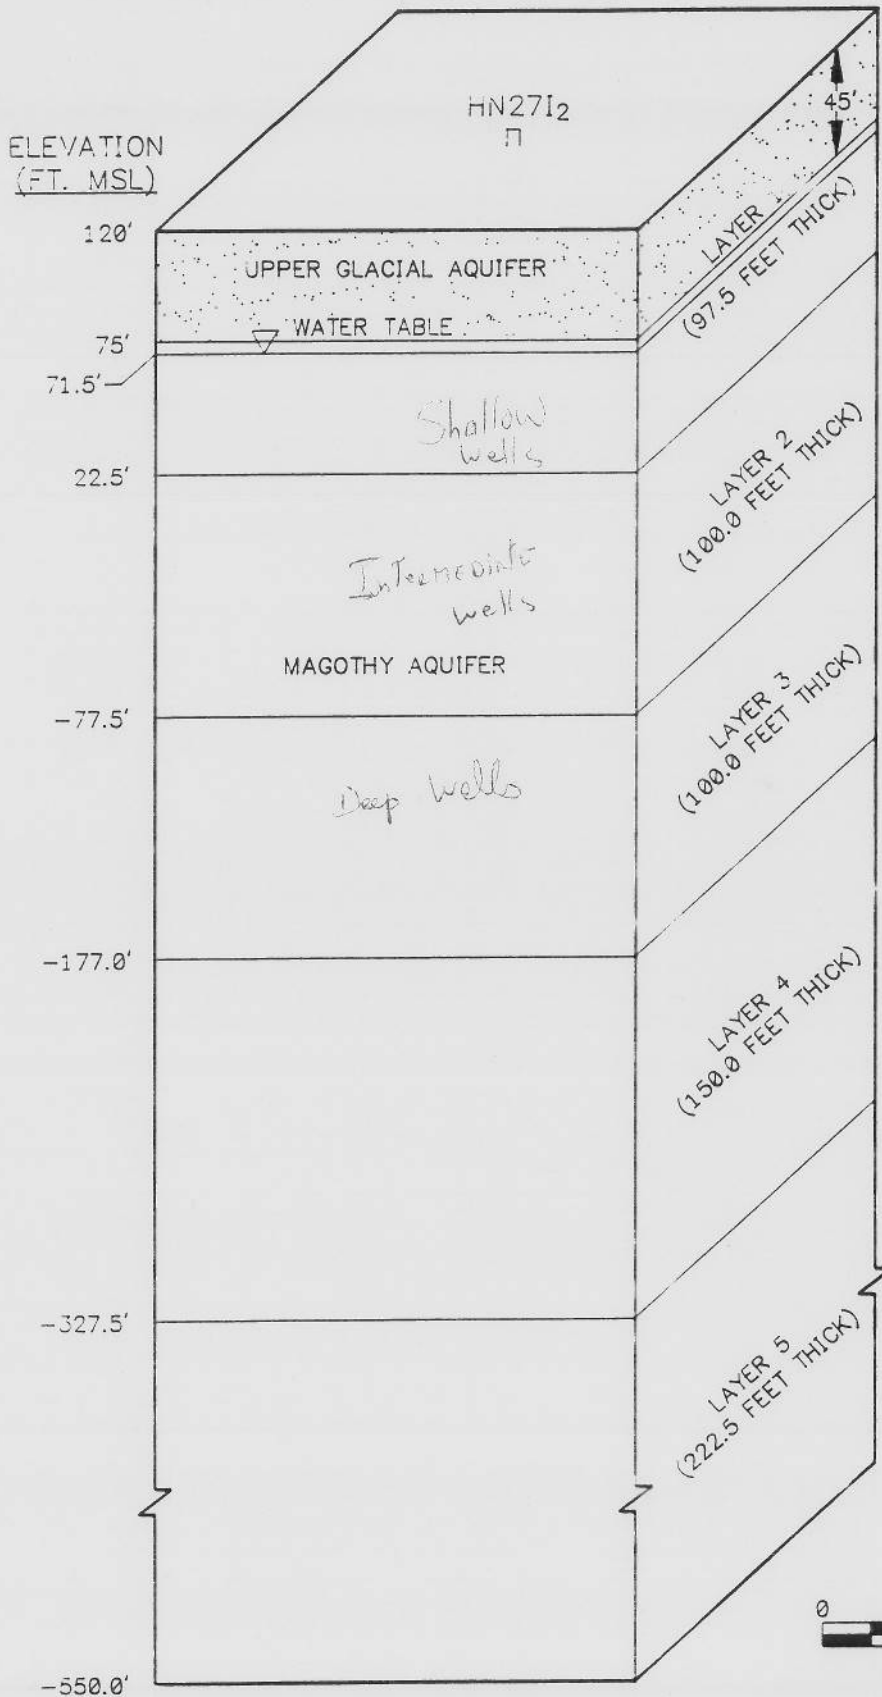 HN27I2
45'
ELEVATION
(FT. MSL)
120'
UPPER GLACIAL AQUIFER
LAYER 1
(97.5 FEET THICK)
WATER TABLE
75'
71.5'
Shallow
wells
22.5'
LAYER 2
(100.0 FEET THICK)
Intermediate
wells
MAGOTHY AQUIFER
-77.5'
LAYER 3
(100.0 FEET THICK)
Deep Wells
-177.0'
LAYER 4
(150.0 FEET THICK)
-327.5'
LAYER 5
(222.5 FEET THICK)
0
-550.0'